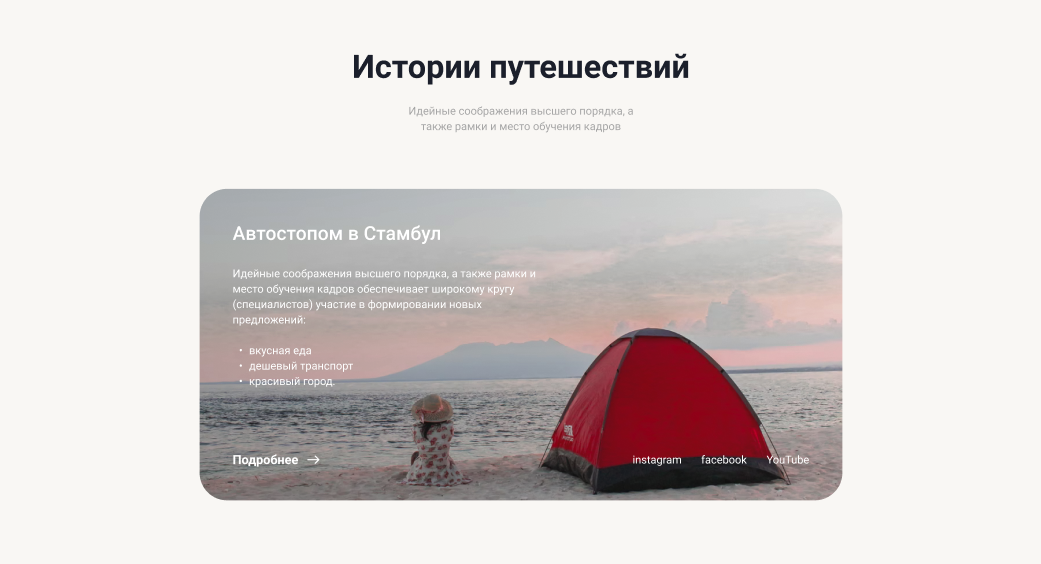 Истории путешествий
Идейные соображения высшего порядка, а
также рамки и место обучения кадров
Автостопом в Стамбул
Идейные соображения высшего порядка, а также рамки и
место обучения кадров обеспечивает широкому кругу
(специалистов) участие в формировании новых
предложений:
• вкусная еда
• дешевый транспорт
• красивый город.
Подробнее →
instagram facebook YouTube